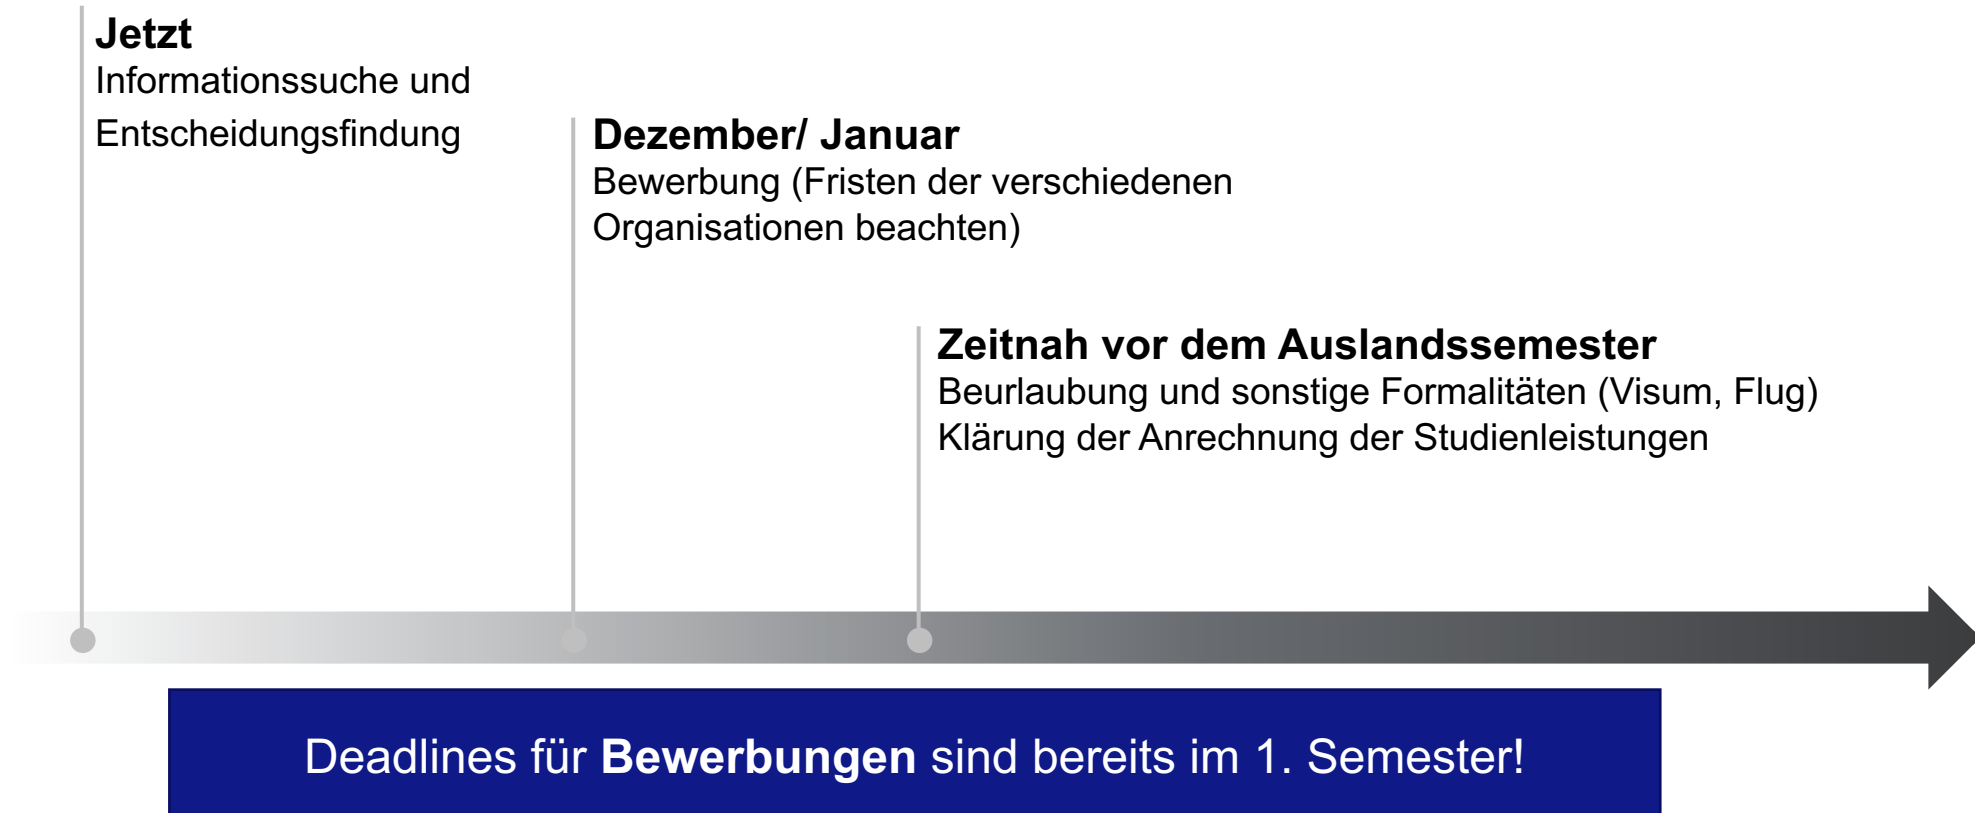 Jetzt
Informationssuche und
Entscheidungsfindung
Dezember/ Januar
Bewerbung (Fristen der verschiedenen
Organisationen beachten)
Zeitnah vor dem Auslandssemester
Beurlaubung und sonstige Formalitäten (Visum, Flug)
Klärung der Anrechnung der Studienleistungen
Deadlines für Bewerbungen sind bereits im 1. Semester!